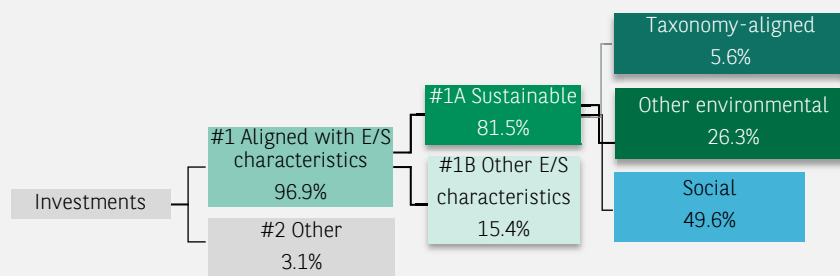 Investments
#1 Aligned with E/S
characteristics
96.9%
#2 Other
3.1%
#1A Sustainable
81.5%
#1B Other E/S
characteristics
15.4%
Taxonomy-aligned
5.6%
Other environmental
26.3%
Social
49.6%